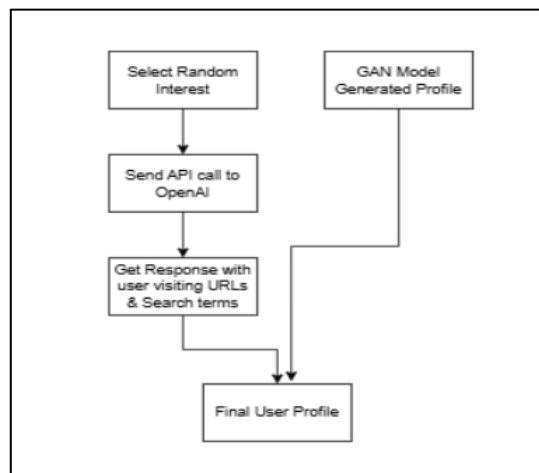 Select Random
Interest
GAN Model
Generated Profile
Send API call to
OpenAI
Get Response with
user visiting URLs
& Search terms
Final User Profile